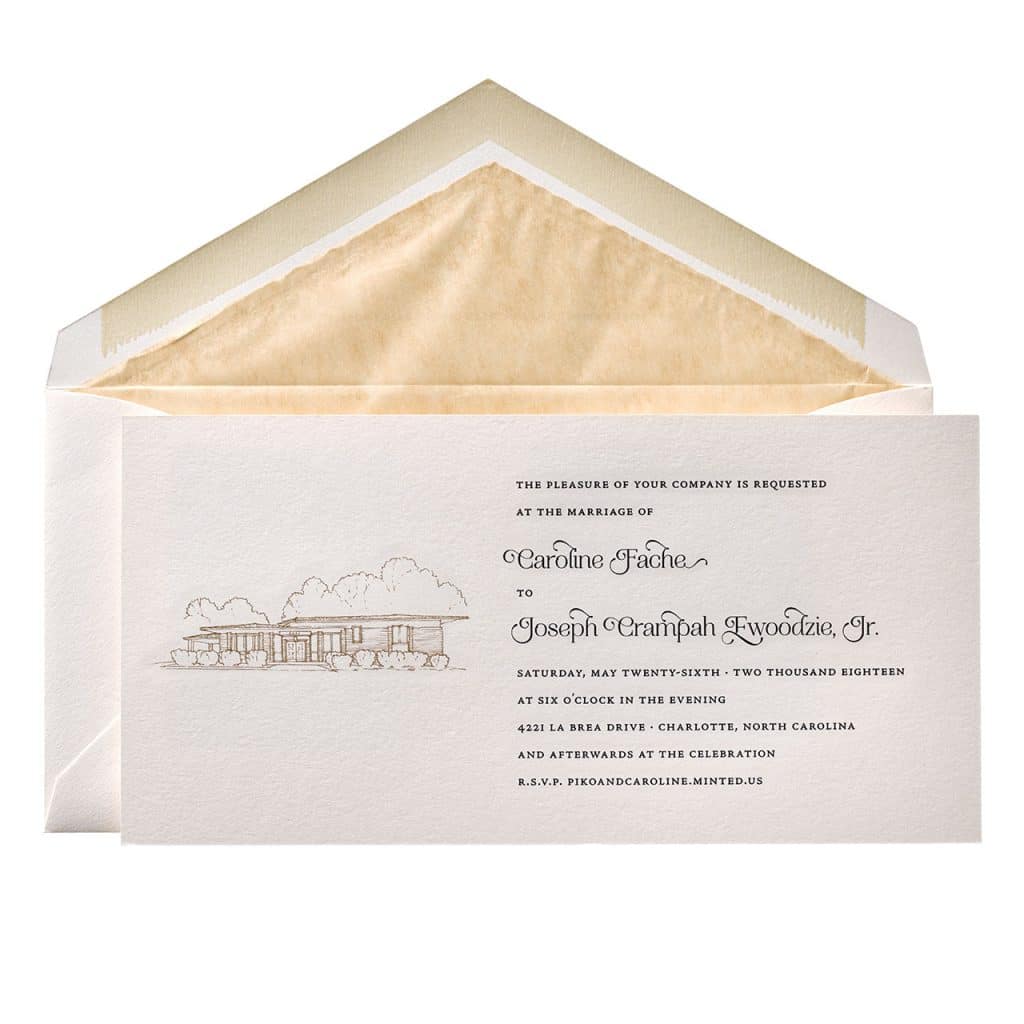 THE PLEASURE OF YOUR COMPANY IS REQUESTED
AT THE MARRIAGE OF
Caroline Fache
TO
Joseph Crampah Ewoodzie, Jr.
SATURDAY, MAY TWENTY-SIXTH · TWO THOUSAND EIGHTEEN
AT SIX O'CLOCK IN THE EVENING
4221 LA BREA DRIVE · CHARLOTTE, NORTH CAROLINA
AND AFTERWARDS AT THE CELEBRATION
R.S.V.P. PIKOANDCAROLINE.MINTED.US